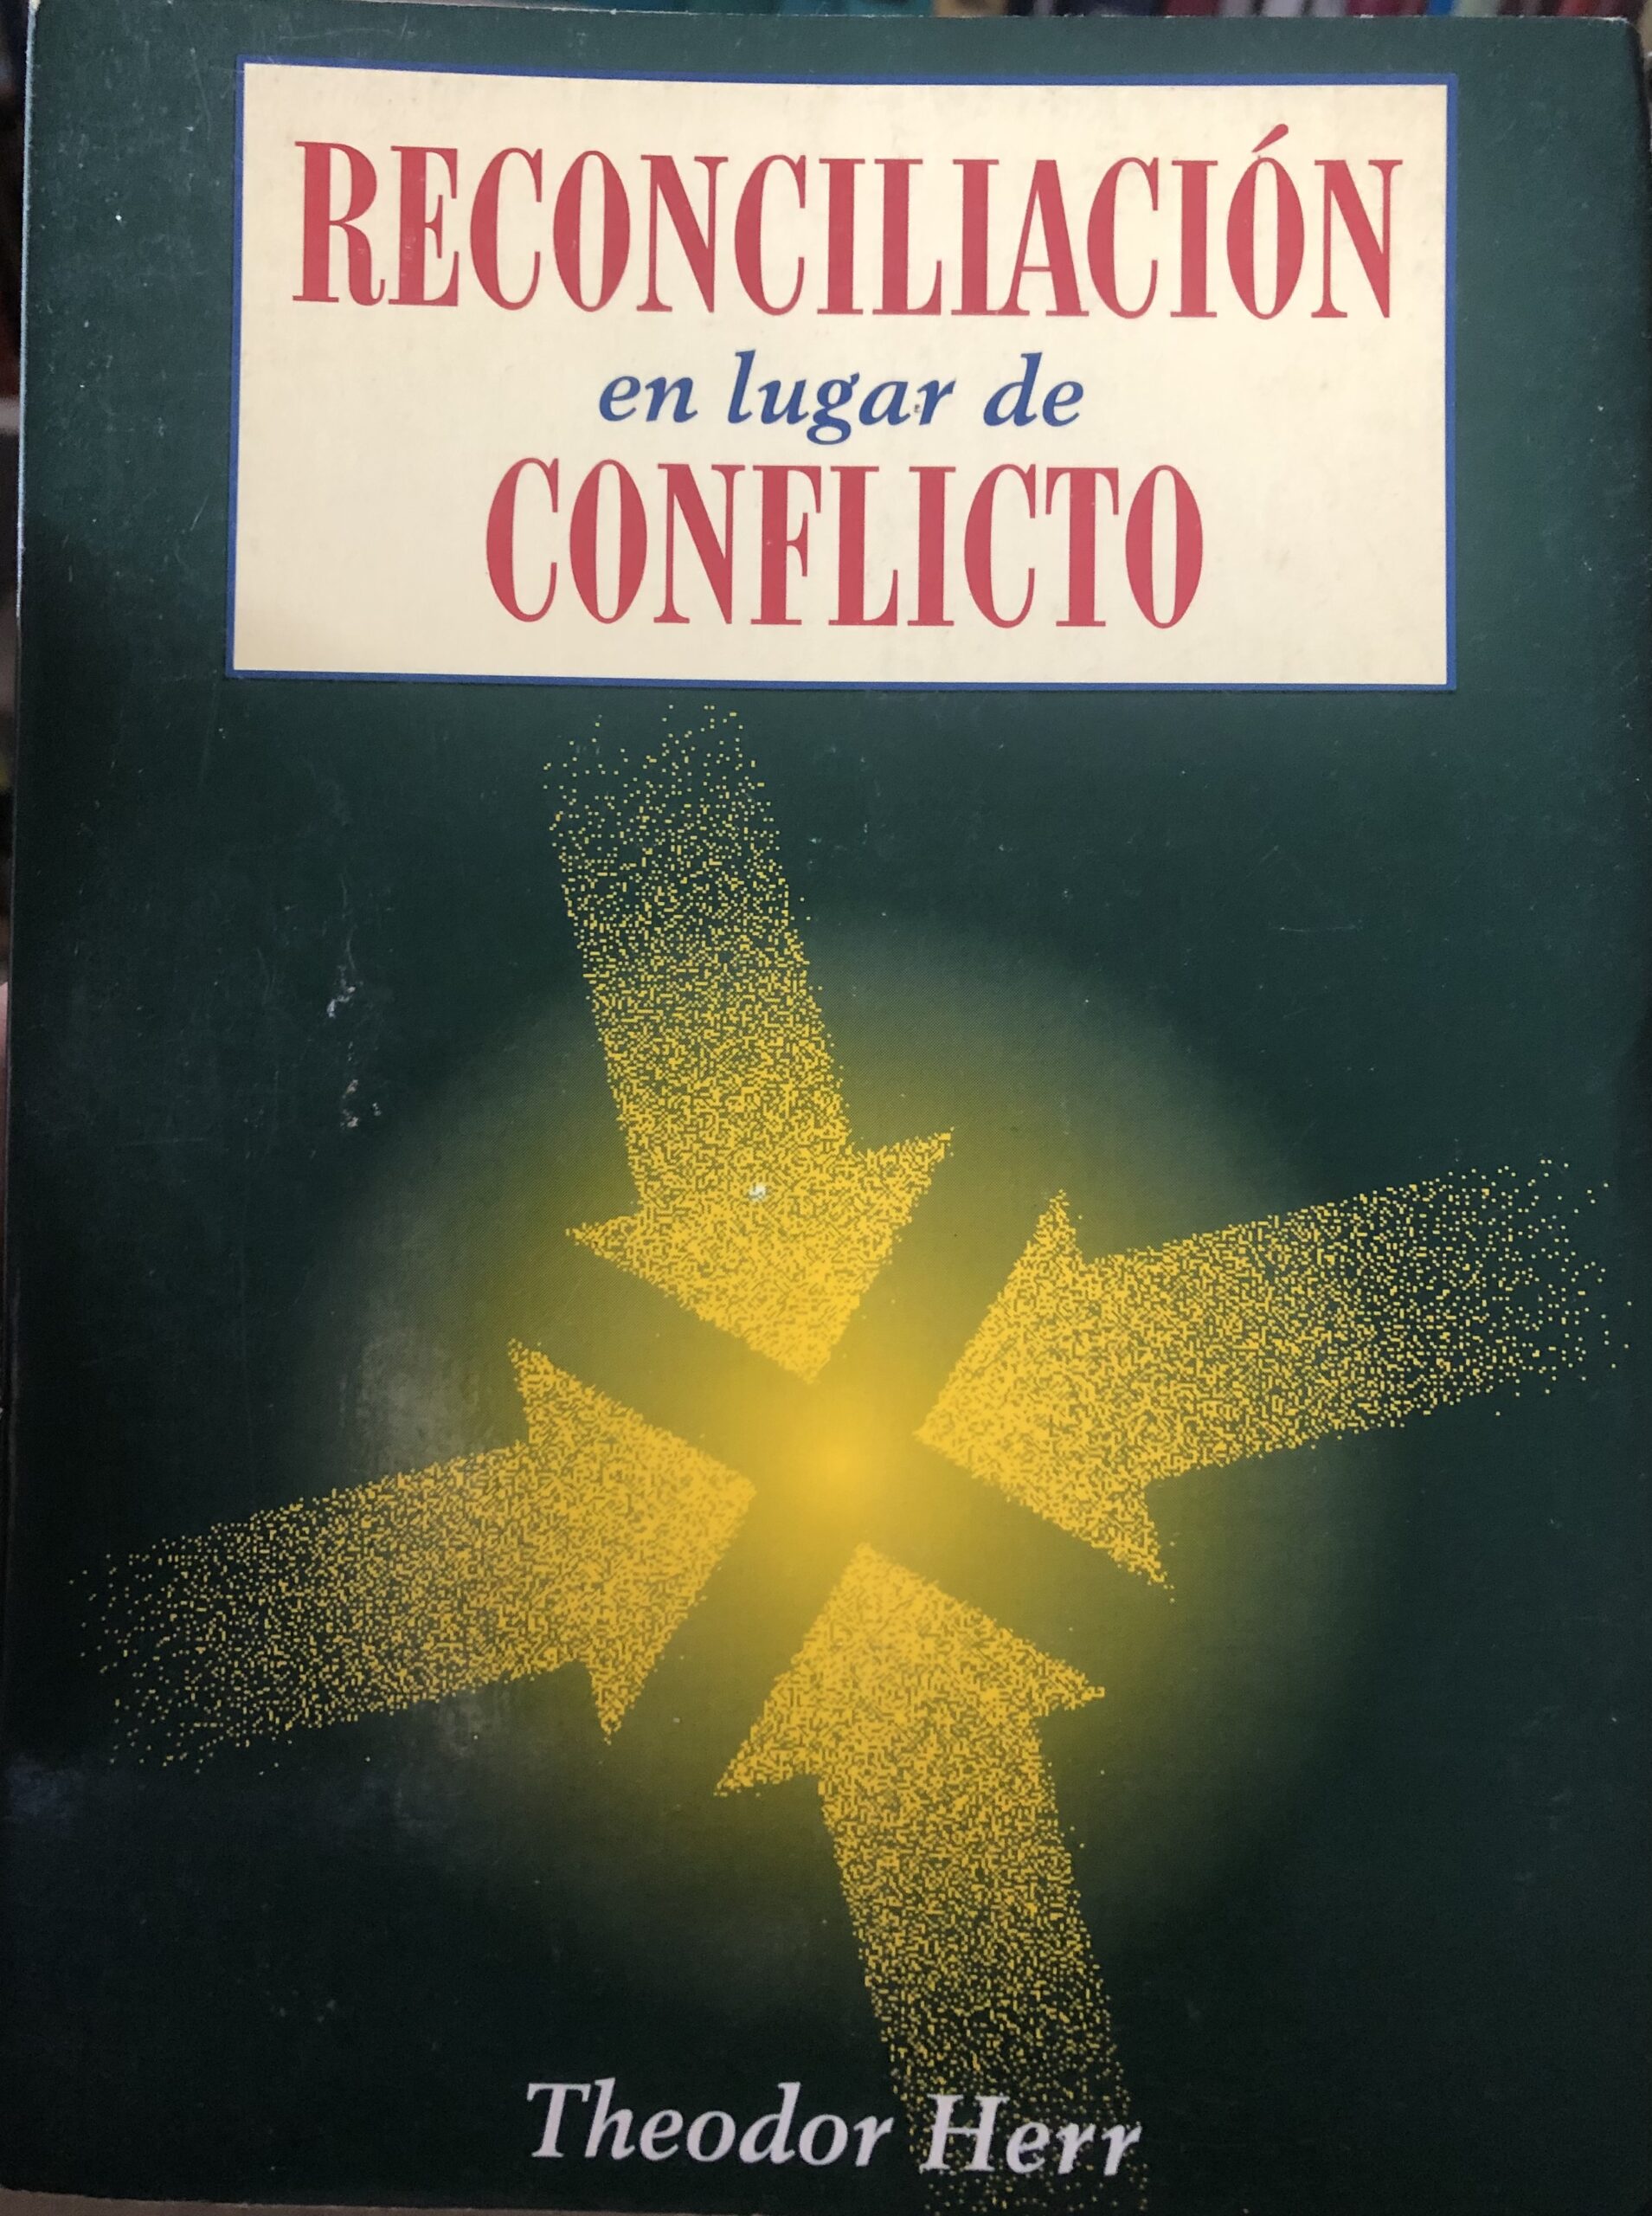 RECONCILIACIÓN
en lugar de
CONFLICTO
Theodor Herr